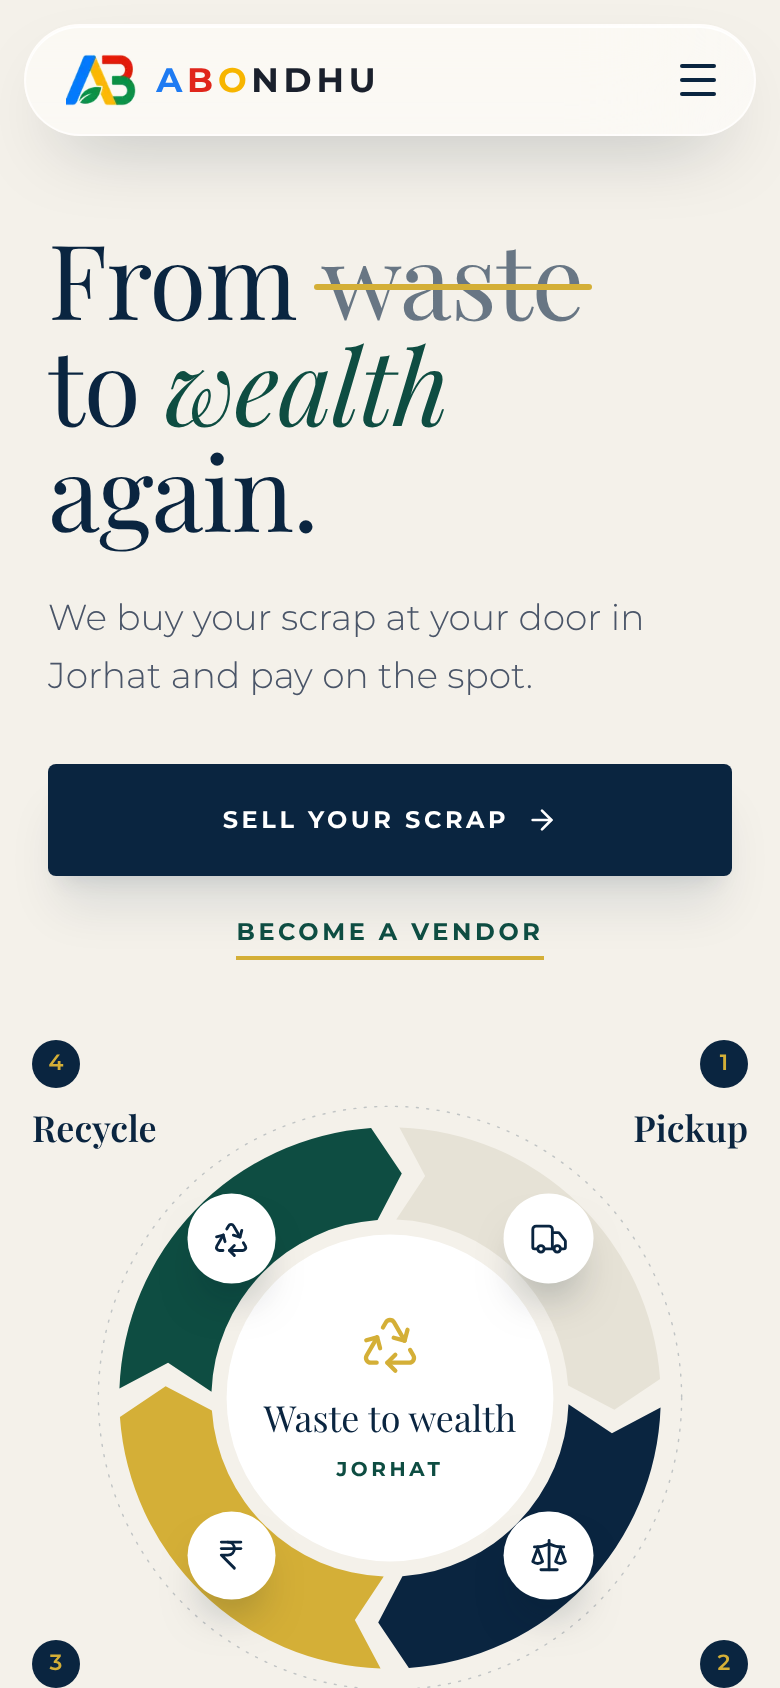 ABONDHU
From waste
to wealth
again.
We buy your scrap at your door in
Jorhat and pay on the spot.
SELL YOUR SCRAP
BECOME A VENDOR
4
1
Recycle
Pickup
Waste to wealth
JORHAT
₹
3
2